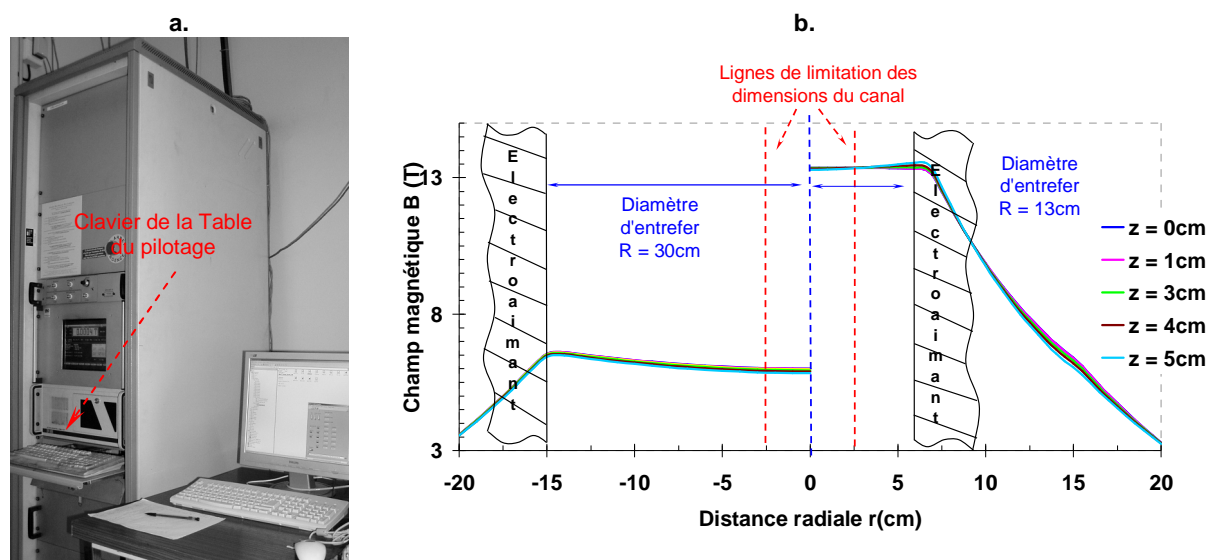 a.
Clavier de la Table
du pilotage
b.
Lignes de limitation des
dimensions du canal
Champ magnétique B (T)
13
8
3
Electroaimant
Diamètre
d'entrefer
R = 30cm
Electroaimant
Diamètre
d'entrefer
R = 13cm
z = 0cm
z = 1cm
z = 3cm
z = 4cm
z = 5cm
-20 -15 -10 -5 0 5 10 15 20
Distance radiale r(cm)